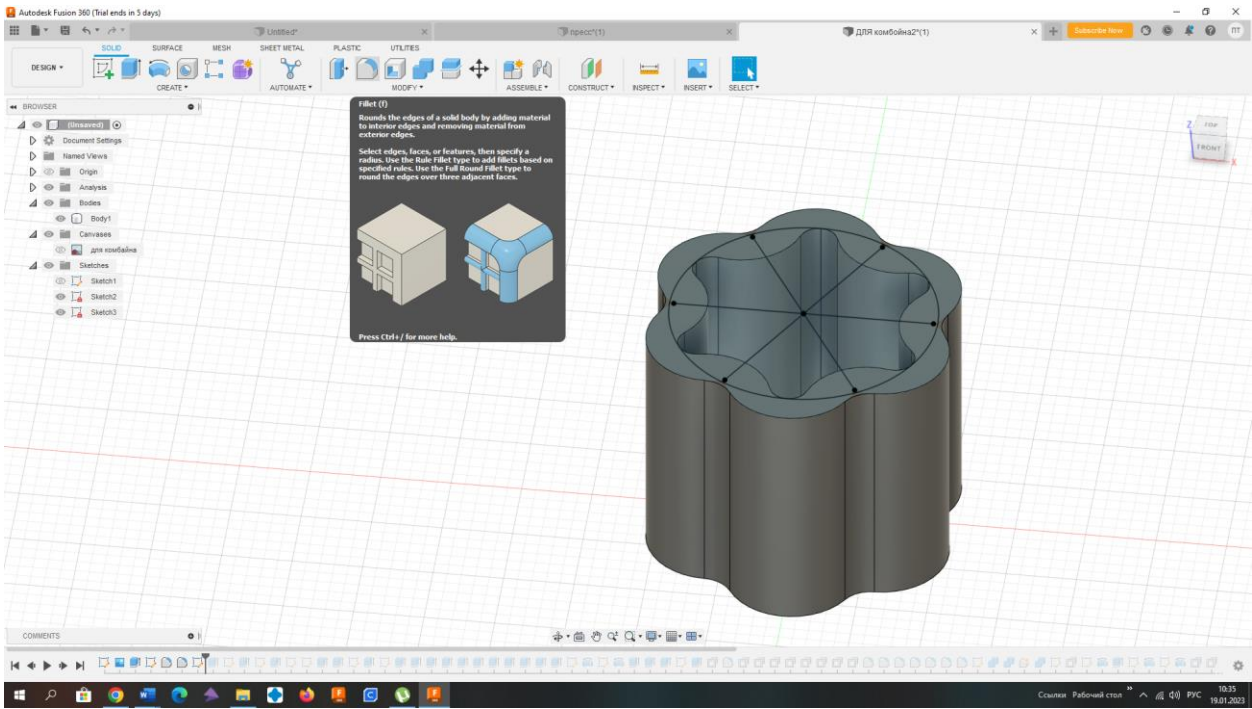 Autodesk Fusion 360 (Trial ends in 5 days)
Untitled*
пресс*(1)
ДЛЯ комбойна2*(1)
Subscribe Now
ПТ
SOLID
SURFACE
MESH
SHEET METAL
PLASTIC
UTILITIES
DESIGN
CREATE
AUTOMATE
MODIFY
ASSEMBLE
CONSTRUCT
INSPECT
INSERT
SELECT
BROWSER
(Unsaved)
Document Settings
Named Views
Origin
Analysis
Bodies
Body1
Canvases
для комбайна
Sketches
Sketch1
Sketch2
Sketch3
Fillet (f)
Rounds the edges of a solid body by adding material
to interior edges and removing material from
exterior edges.
Select edges, faces, or features, then specify a
radius. Use the Rule Fillet type to add fillets based on
specified rules. Use the Full Round Fillet type to
round the edges over three adjacent faces.
Press Ctrl+/ for more help.
Z
TOP
FRONT
X
COMMENTS
Ссылки Рабочий стол
РУС
10:35
19.01.2023